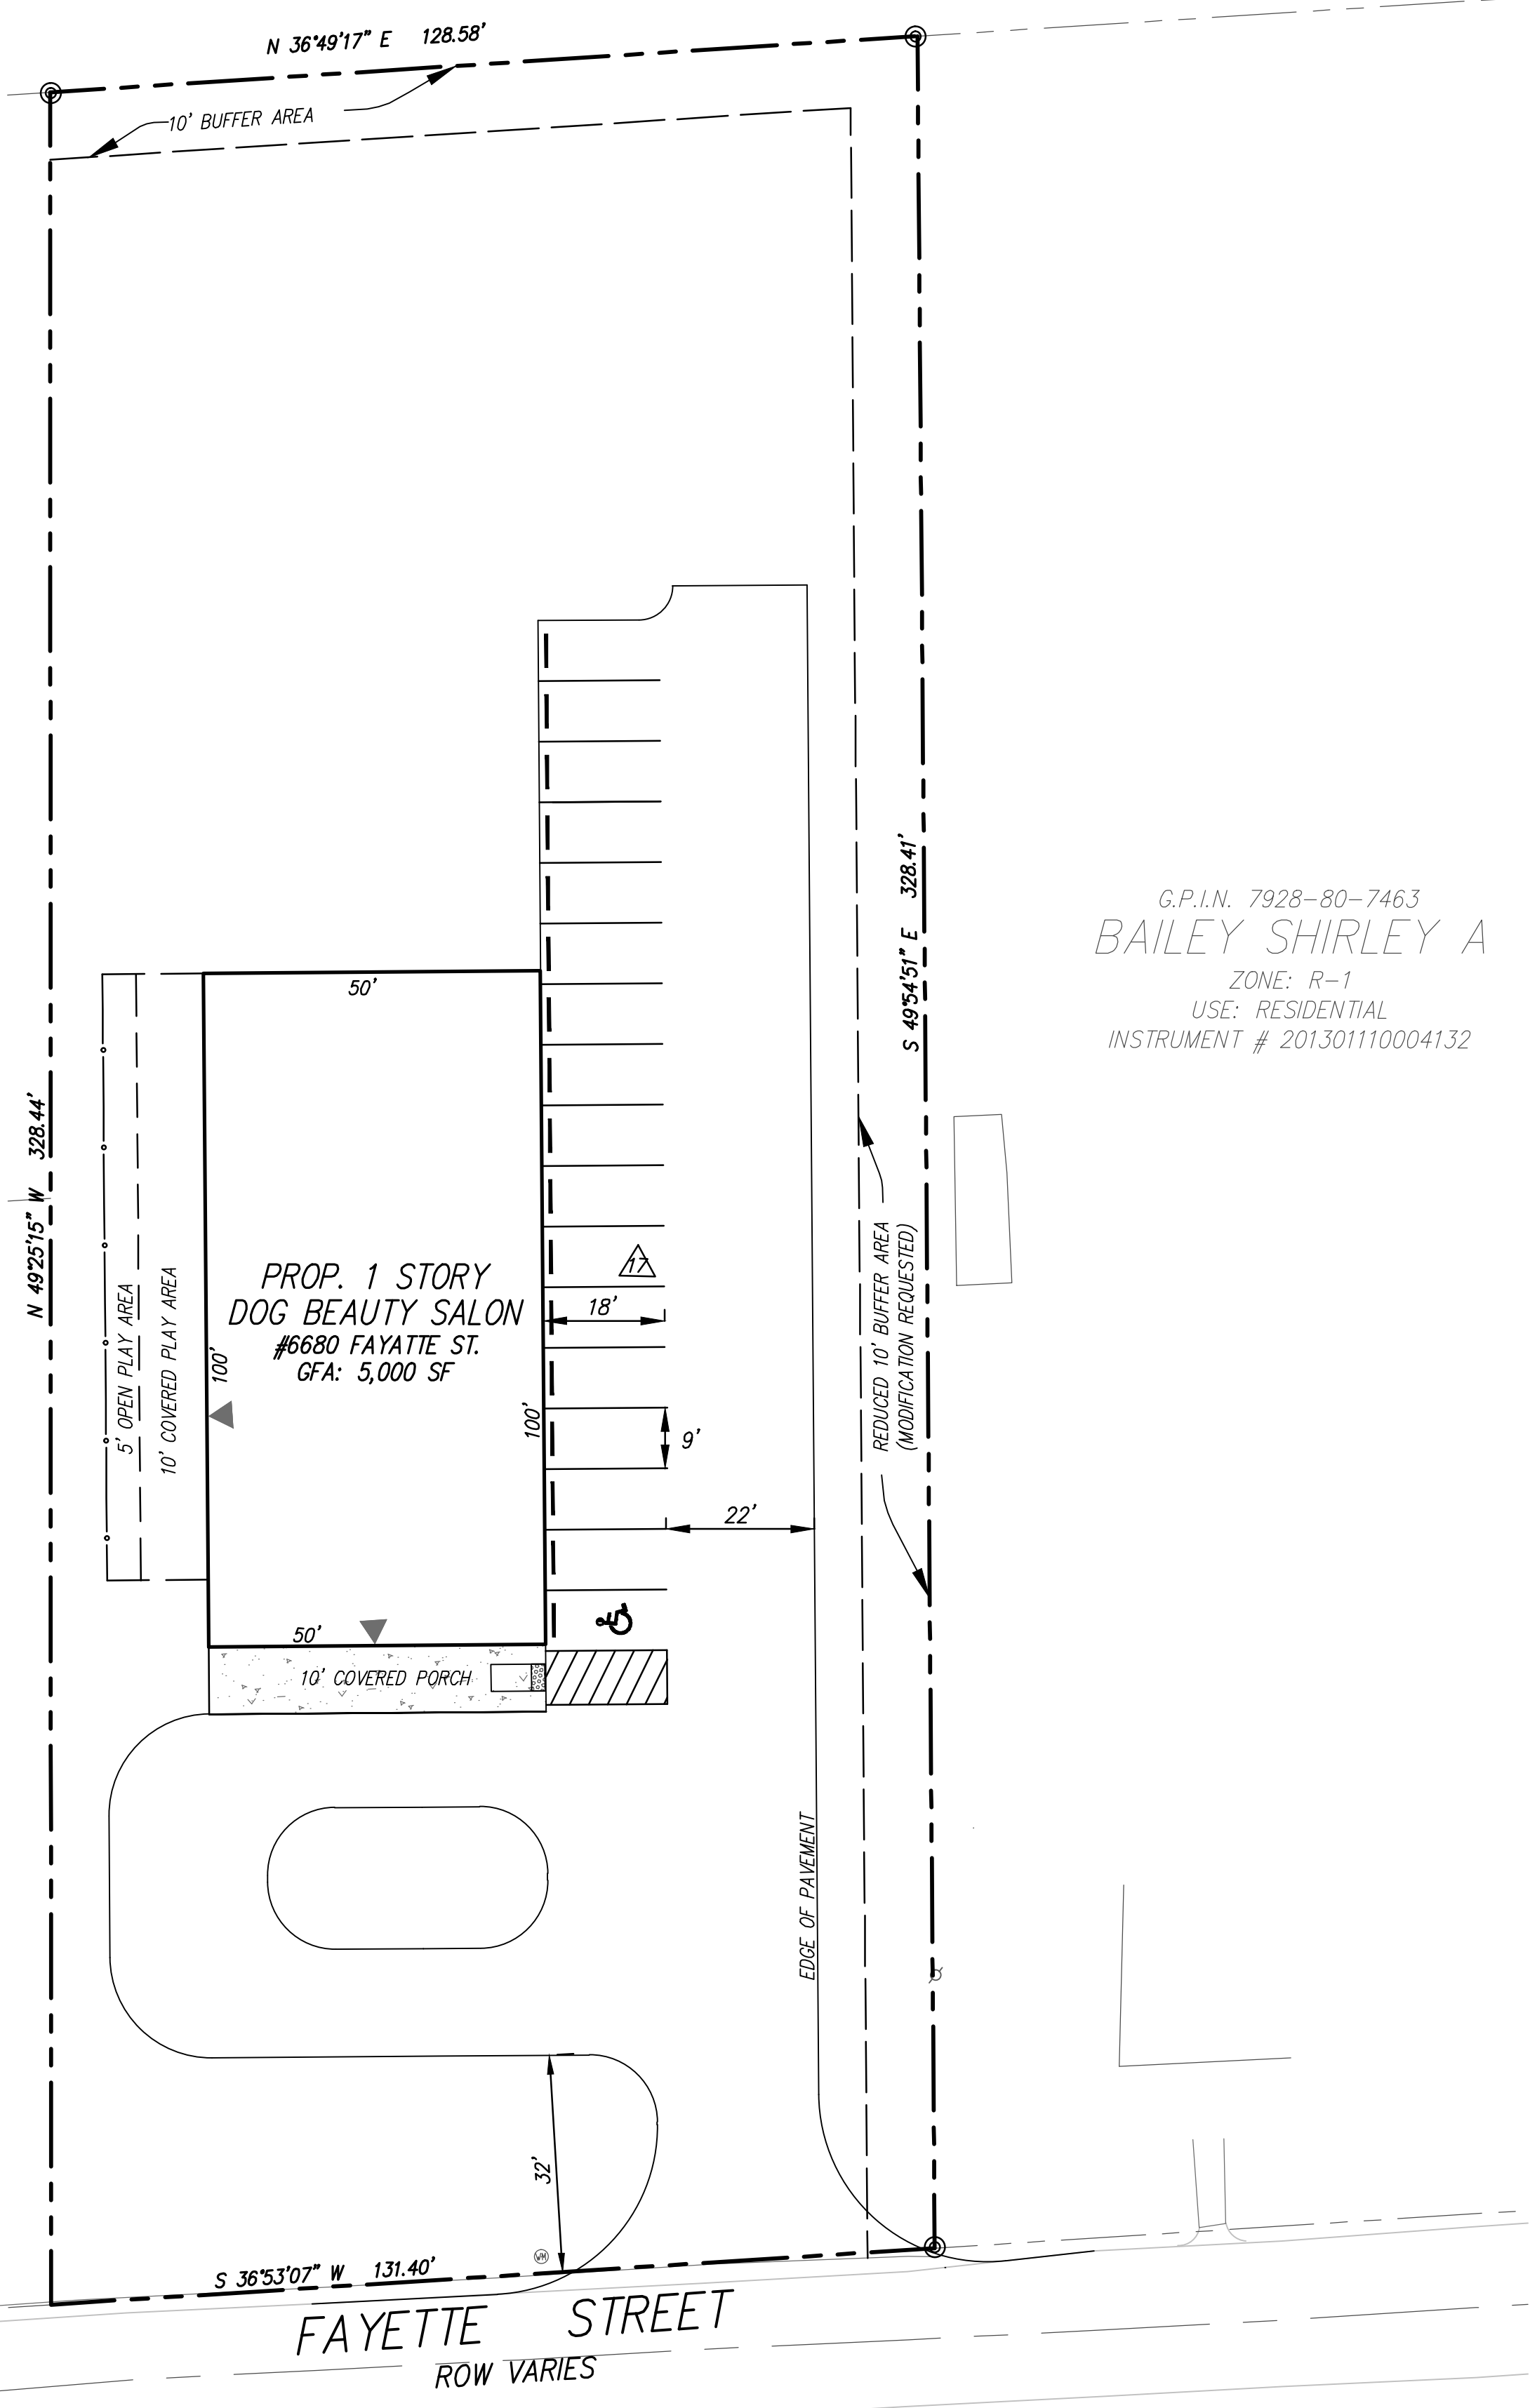 N 36°49'17" E 128.58'
10' BUFFER AREA
S 49°54'51" E 328.41'
G.P.I.N. 7928-80-7463
BAILEY SHIRLEY A
ZONE: R-1
USE: RESIDENTIAL
INSTRUMENT # 201301110004132
50'
N 49°25'15" W 328.44'
5' OPEN PLAY AREA
10' COVERED PLAY AREA
PROP. 1 STORY
DOG BEAUTY SALON
#6680 FAYATTE ST.
GFA: 5,000 SF
100'
100'
17
18'
9'
22'
REDUCED 10' BUFFER AREA
(MODIFICATION REQUESTED)
50'
10' COVERED PORCH
EDGE OF PAVEMENT
32'
WM
S 36°53'07" W 131.40'
FAYETTE STREET
ROW VARIES